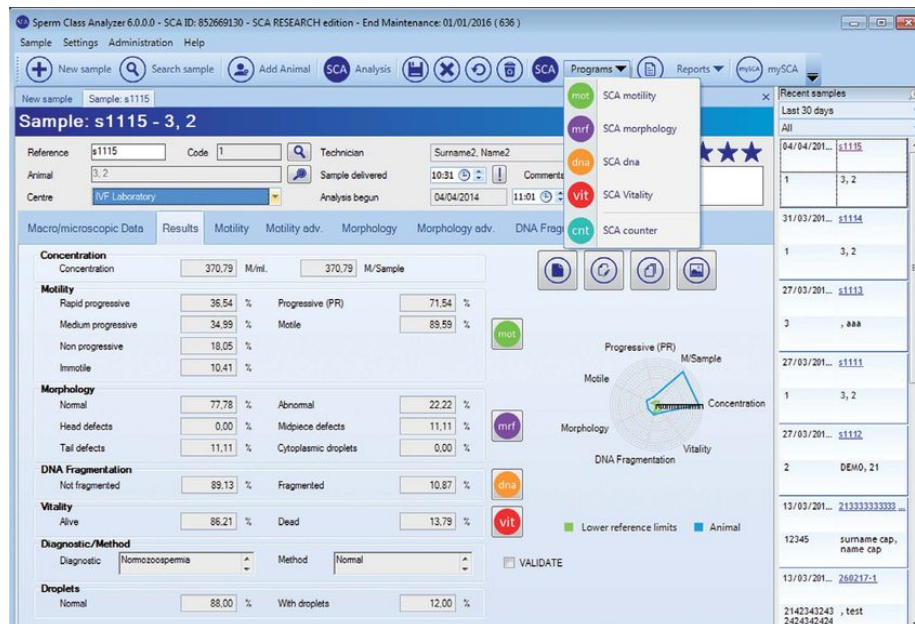 Sperm Class Analyzer 6.0.0.0 - SCA ID: 852669130 - SCA RESEARCH edition - End Maintenance: 01/01/2016 ( 636 )
Sample Settings Administration Help
New sample Search sample Add Animal SCA Analysis SCA Programs Reports mySCA mySCA
New sample Sample: s1115
Sample: s1115 - 3, 2
Reference s1115 Code 1 Technician Surname2, Name2
Animal 3, 2 Sample delivered 10:31 Comments
Centre IVF Laboratory Analysis begun 04/04/2014 11:01
mot SCA motility
mrf SCA morphology
dna SCA dna
vit SCA Vitality
cnt SCA counter
Macro/microscopic Data Results Motility Motility adv. Morphology Morphology adv. DNA Frag
Concentration
Concentration 370,79 M/ml. 370,79 M/Sample
Motility
Rapid progressive 36,54 % Progressive (PR) 71,54 %
Medium progressive 34,99 % Motile 89,59 %
mot
Non progressive 18,05 %
Immotile 10,41 %
Morphology
Normal 77,78 % Abnormal 22,22 %
Head defects 0,00 % Midpiece defects 11,11 %
mrf
Tail defects 11,11 % Cytoplasmic droplets 0,00 %
DNA Fragmentation
Not fragmented 89,13 % Fragmented 10,87 %
dna
Vitality
Alive 86,21 % Dead 13,79 %
vit
Diagnostic/Method
Diagnostic Normozoospermia Method Normal
VALIDATE
Droplets
Normal 88,00 % With droplets 12,00 %
Progressive (PR)
M/Sample
Motile
Concentration
Morphology
Vitality
DNA Fragmentation
Lower reference limits Animal
Recent samples
Last 30 days
All
04/04/201... s1115
1 3, 2
31/03/201... s1114
1 3, 2
27/03/201... s1113
3 , aaa
27/03/201... s1111
1 3, 2
27/03/201... s1112
2 DEMO, 21
13/03/201... 213333333333 ...
12345 surname cap,
name cap
13/03/201... 260217-1
2142343243 , test
2424342424